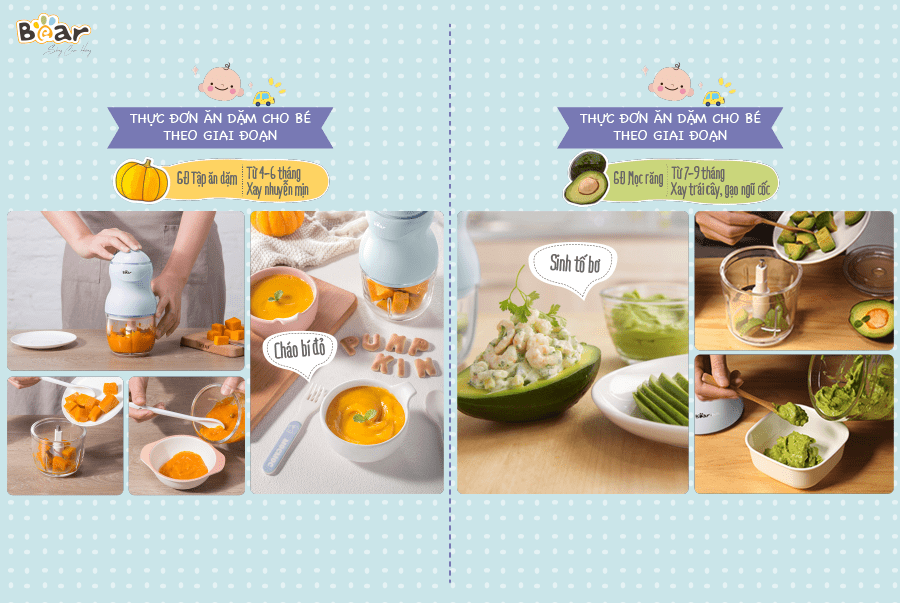 Bear
THỰC ĐƠN ĂN DẶM CHO BÉ
THEO GIAI ĐOẠN
GĐ Tập ăn dặm
Từ 4-6 tháng
Xay nhuyễn mịn
Cháo bí đỏ
PUMP
KIN
THỰC ĐƠN ĂN DẶM CHO BÉ
THEO GIAI ĐOẠN
GĐ Mọc răng
Từ 7-9 tháng
Xay trái cây, gạo ngũ cốc
Sinh tố bơ